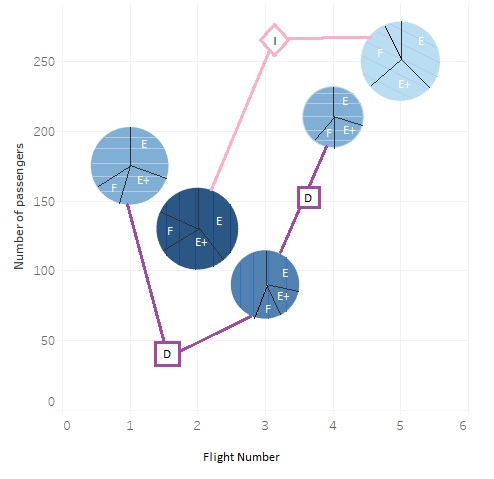 Number of passengers
250
200
150
100
50
0
I
E
F
E+
E
F
E+
E
E+
F
D
E
F
E+
E
E+
F
D
0 1 2 3 4 5 6
Flight Number